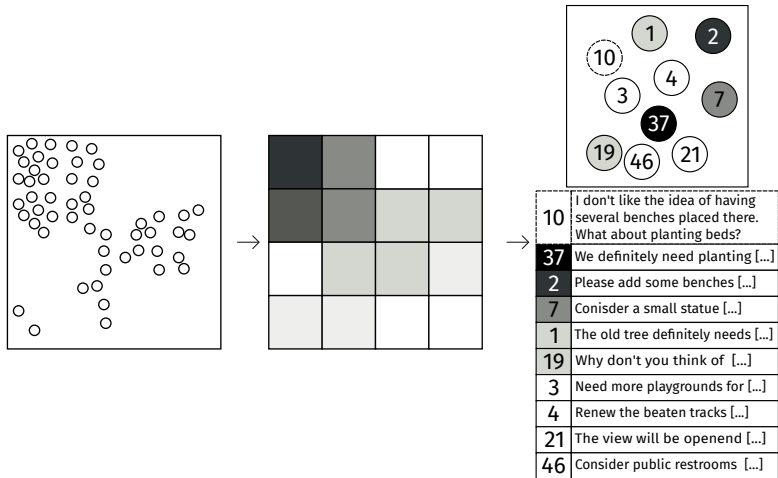 1
2
10
4
3
7
37
19
46
21
10 I don't like the idea of having
several benches placed there.
What about planting beds?
37 We definitely need planting [...]
2 Please add some benches [...]
7 Conisder a small statue [...]
1 The old tree definitely needs [...]
19 Why don't you think of [...]
3 Need more playgrounds for [...]
4 Renew the beaten tracks [...]
21 The view will be openend [...]
46 Consider public restrooms [...]